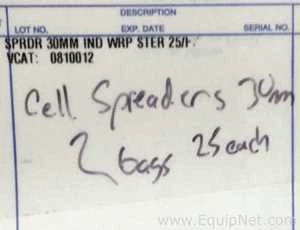 DESCRIPTION
LOT NO. EXP. DATE SERIAL NO.
SPRDR 30MM IND WRP STER 25/P
VCAT: 0810012
Cell Spreaders 30mm
2 bags 25 each
www.EquipNet.com